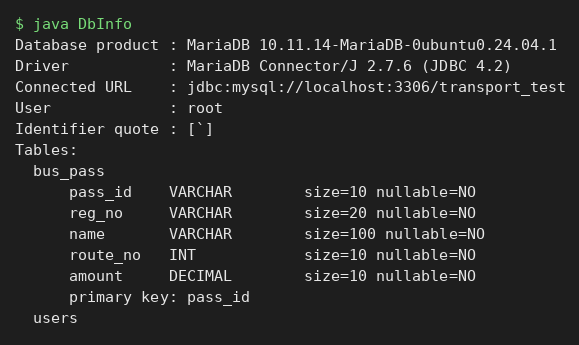 $ java DbInfo
Database product : MariaDB 10.11.14-MariaDB-0ubuntu0.24.04.1
Driver           : MariaDB Connector/J 2.7.6 (JDBC 4.2)
Connected URL    : jdbc:mysql://localhost:3306/transport_test
User             : root
Identifier quote : [`]
Tables:
  bus_pass
      pass_id    VARCHAR        size=10 nullable=NO
      reg_no     VARCHAR        size=20 nullable=NO
      name       VARCHAR        size=100 nullable=NO
      route_no   INT            size=10 nullable=NO
      amount     DECIMAL        size=10 nullable=NO
      primary key: pass_id
  users